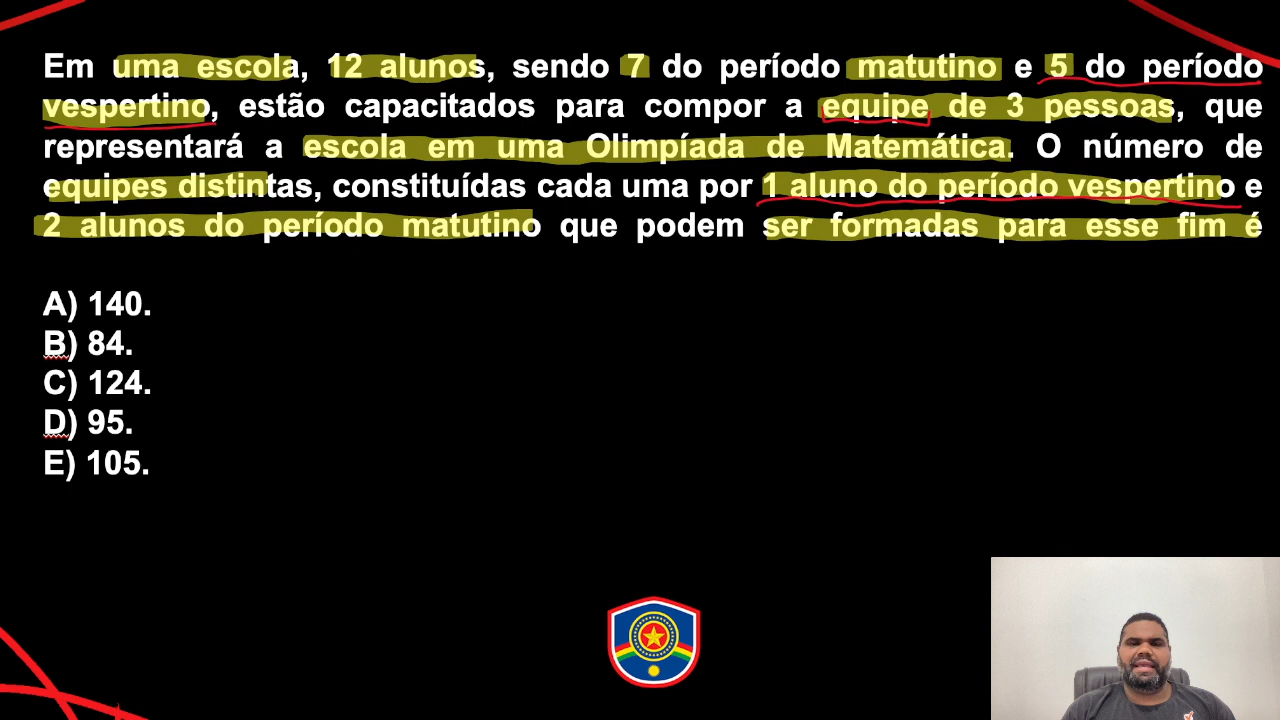 Em uma escola, 12 alunos, sendo 7 do período matutino e 5 do período
vespertino, estão capacitados para compor a equipe de 3 pessoas, que
representará a escola em uma Olimpíada de Matemática. O número de
equipes distintas, constituídas cada uma por 1 aluno do período vespertino e
2 alunos do período matutino que podem ser formadas para esse fim é
A) 140.
B) 84.
C) 124.
D) 95.
E) 105.